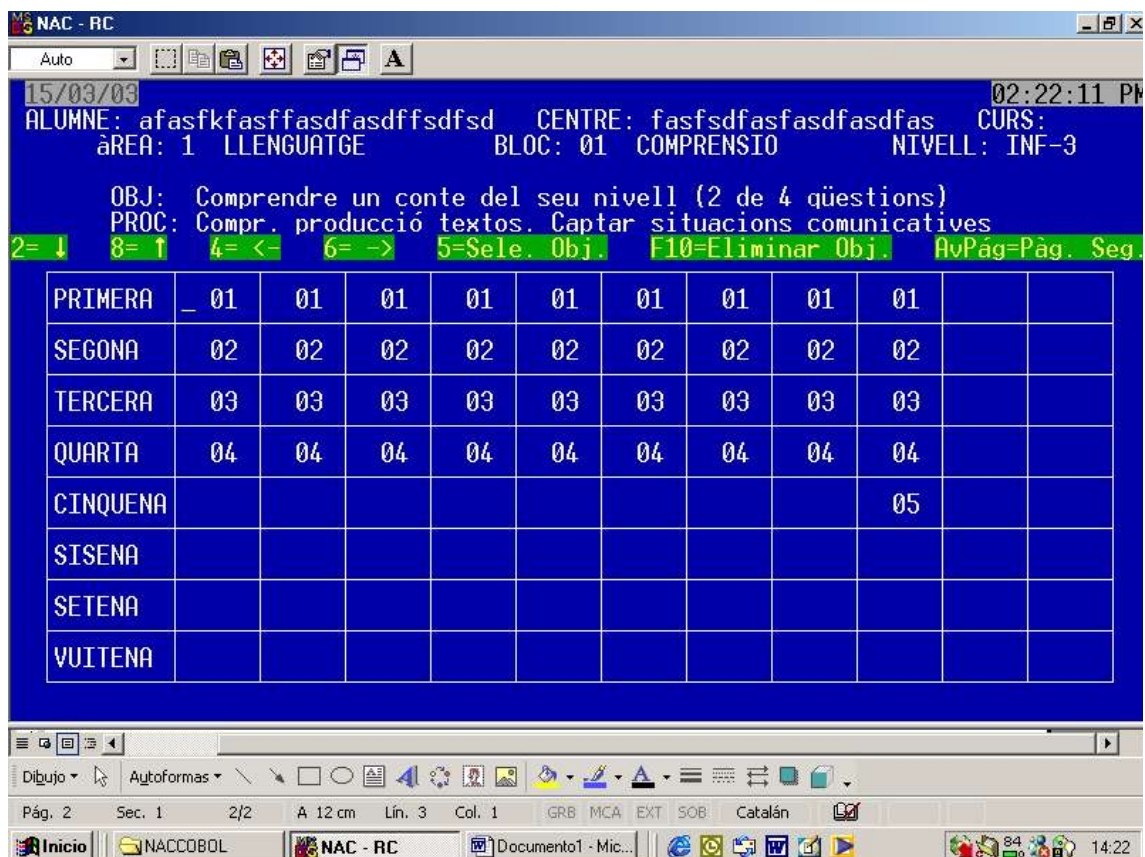 NAC - RC
Auto
15/03/03 02:22:11 PM
ALUMNE: afasfkfasffasdfasdffsdfsd CENTRE: fasfsdfasfasdfasdfas CURS:
àREA: 1 LLENGUATGE BLOC: 01 COMPRENSIO NIVELL: INF-3
OBJ: Comprendre un conte del seu nivell (2 de 4 qüestions)
PROC: Compr. producció textos. Captar situacions comunicatives
2= ↓ 8= ↑ 4= <- 6= -> 5=Sele. Obj. F10=Eliminar Obj. AvPág=Pàg. Seg.
PRIMERA _ 01 01 01 01 01 01 01 01 01
SEGONA 02 02 02 02 02 02 02 02 02
TERCERA 03 03 03 03 03 03 03 03 03
QUARTA 04 04 04 04 04 04 04 04 04
CINQUENA 05
SISENA
SETENA
VUITENA
Dibujo Autoformas
Pág. 2 Sec. 1 2/2 A 12 cm Lín. 3 Col. 1 GRB MCA EXT SOB Catalán
Inicio NACCOBOL NAC - RC Documento1 - Mic... 84 14:22